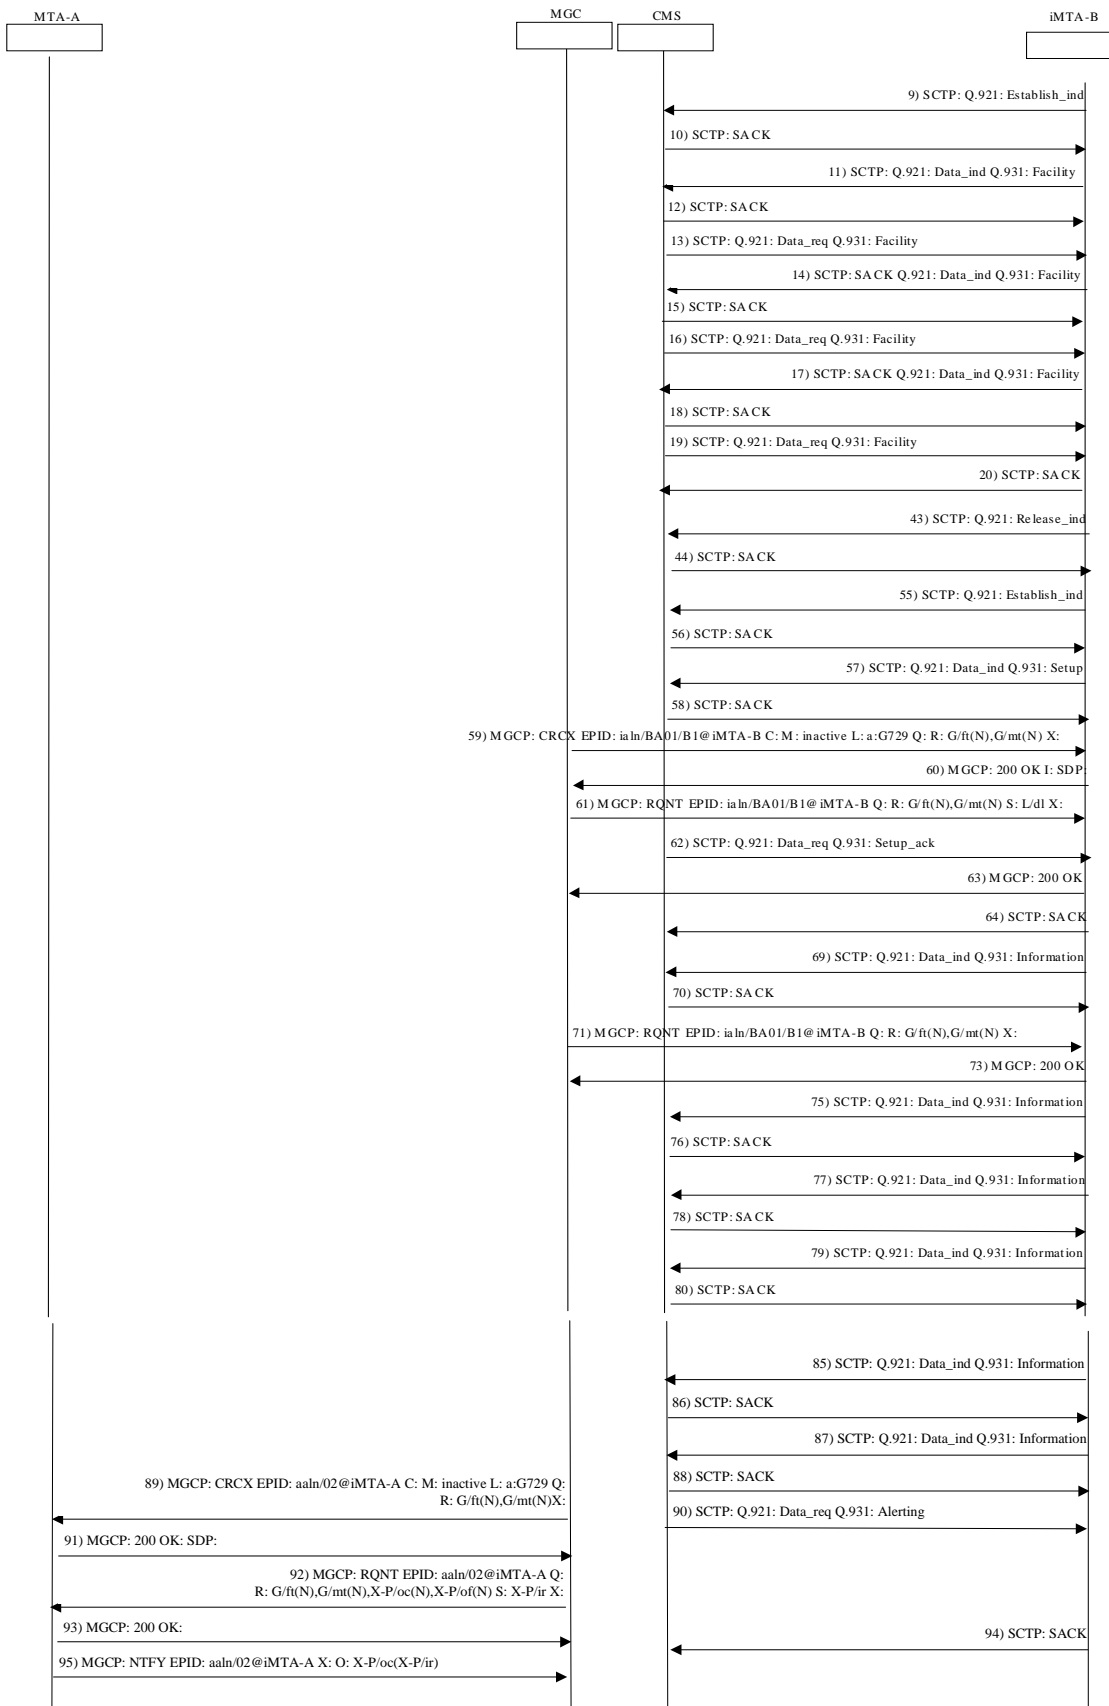 MTA-A
MGC
CMS
iMTA-B
9) SCTP: Q.921: Establish_ind
10) SCTP: SACK
11) SCTP: Q.921: Data_ind Q.931: Facility
12) SCTP: SACK
13) SCTP: Q.921: Data_req Q.931: Facility
14) SCTP: SACK Q.921: Data_ind Q.931: Facility
15) SCTP: SACK
16) SCTP: Q.921: Data_req Q.931: Facility
17) SCTP: SACK Q.921: Data_ind Q.931: Facility
18) SCTP: SACK
19) SCTP: Q.921: Data_req Q.931: Facility
20) SCTP: SACK
43) SCTP: Q.921: Release_ind
44) SCTP: SACK
55) SCTP: Q.921: Establish_ind
56) SCTP: SACK
57) SCTP: Q.921: Data_ind Q.931: Setup
58) SCTP: SACK
59) MGCP: CRCX EPID: ialn/BA01/B1@iMTA-B C: M: inactive L: a:G729 Q: R: G/ft(N),G/mt(N) X:
60) MGCP: 200 OK I: SDP:
61) MGCP: RQNT EPID: ialn/BA01/B1@iMTA-B Q: R: G/ft(N),G/mt(N) S: L/dl X:
62) SCTP: Q.921: Data_req Q.931: Setup_ack
63) MGCP: 200 OK
64) SCTP: SACK
69) SCTP: Q.921: Data_ind Q.931: Information
70) SCTP: SACK
71) MGCP: RQNT EPID: ialn/BA01/B1@iMTA-B Q: R: G/ft(N),G/mt(N) X:
73) MGCP: 200 OK
75) SCTP: Q.921: Data_ind Q.931: Information
76) SCTP: SACK
77) SCTP: Q.921: Data_ind Q.931: Information
78) SCTP: SACK
79) SCTP: Q.921: Data_ind Q.931: Information
80) SCTP: SACK
85) SCTP: Q.921: Data_ind Q.931: Information
86) SCTP: SACK
87) SCTP: Q.921: Data_ind Q.931: Information
88) SCTP: SACK
89) MGCP: CRCX EPID: aaln/02@iMTA-A C: M: inactive L: a:G729 Q:
R: G/ft(N),G/mt(N)X:
90) SCTP: Q.921: Data_req Q.931: Alerting
91) MGCP: 200 OK: SDP:
92) MGCP: RQNT EPID: aaln/02@iMTA-A Q:
R: G/ft(N),G/mt(N),X-P/oc(N),X-P/of(N) S: X-P/ir X:
93) MGCP: 200 OK:
94) SCTP: SACK
95) MGCP: NTFY EPID: aaln/02@iMTA-A X: O: X-P/oc(X-P/ir)